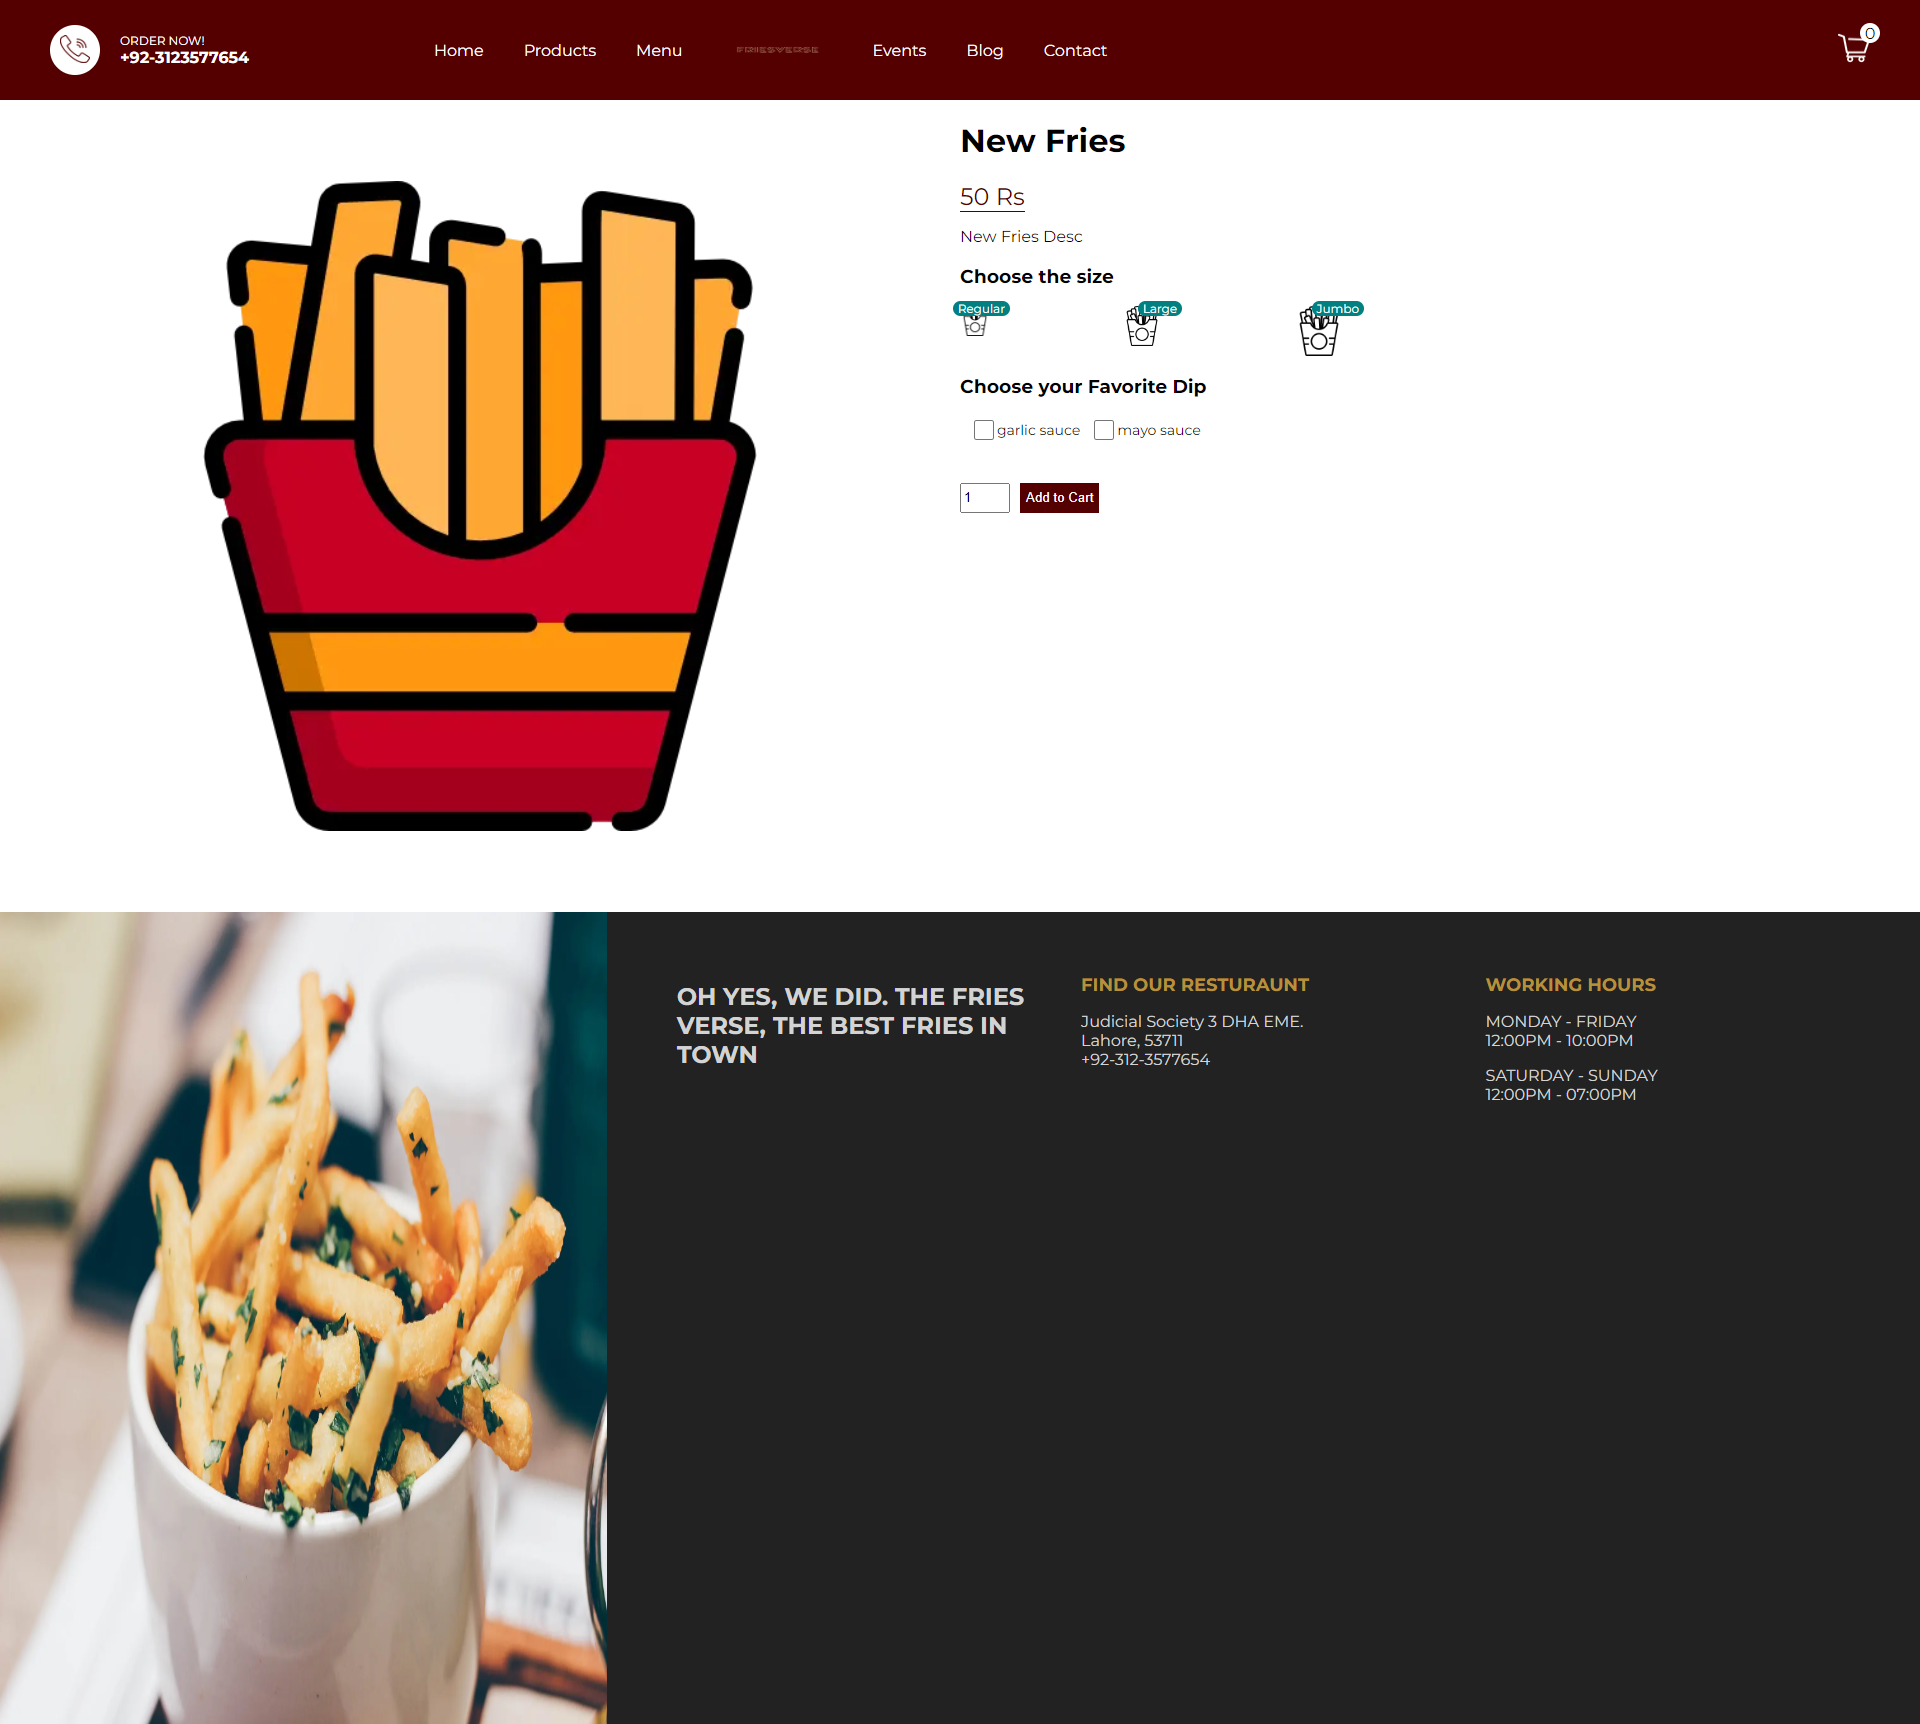 ORDER NOW!
+92-3123577654
Home
Products
Menu
FRIESVERSE
Events
Blog
Contact
0
New Fries
50 Rs
New Fries Desc
Choose the size
Regular
Large
Jumbo
Choose your Favorite Dip
garlic sauce
mayo sauce
1
Add to Cart
OH YES, WE DID. THE FRIES
VERSE, THE BEST FRIES IN
TOWN
FIND OUR RESTURAUNT
Judicial Society 3 DHA EME.
Lahore, 53711
+92-312-3577654
WORKING HOURS
MONDAY - FRIDAY
12:00PM - 10:00PM
SATURDAY - SUNDAY
12:00PM - 07:00PM